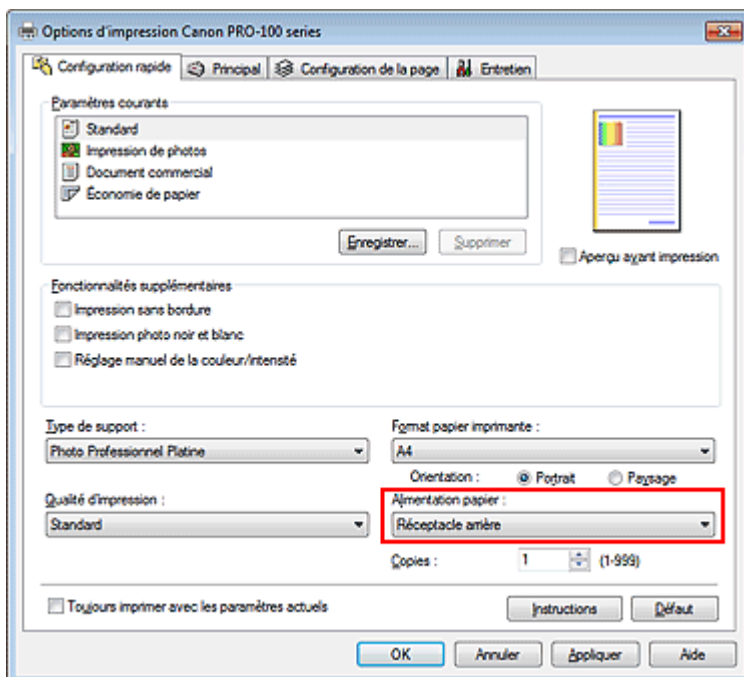 Options d'impression Canon PRO-100 series
Configuration rapide Principal Configuration de la page Entretien
Paramètres courants
Standard
Impression de photos
Document commercial
Économie de papier
Enregistrer... Supprimer
Aperçu avant impression
Fonctionnalités supplémentaires
Impression sans bordure
Impression photo noir et blanc
Réglage manuel de la couleur/intensité
Type de support : Format papier imprimante :
Photo Professionnel Platine A4
Orientation : Portrait Paysage
Qualité d'impression : Alimentation papier :
Standard Réceptacle arrière
Copies : 1 (1-999)
Toujours imprimer avec les paramètres actuels Instructions Défaut
OK Annuler Appliquer Aide